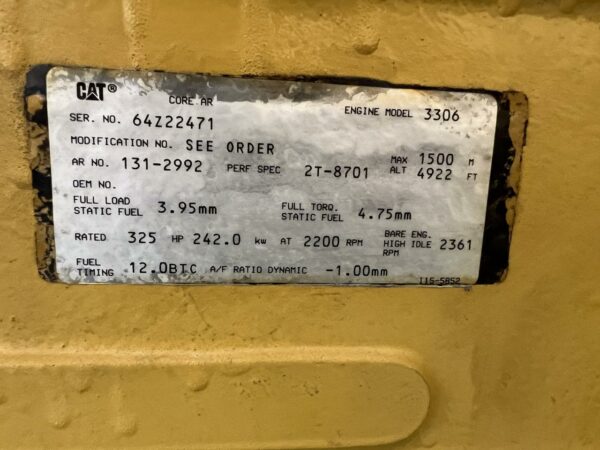 CAT®
CORE AR ENGINE MODEL 3306
SER. NO. 64Z22471
MODIFICATION NO. SEE ORDER
AR NO. 131-2992 PERF SPEC 2T-8701 MAX ALT 1500 M 4922 FT
OEM NO.
FULL LOAD STATIC FUEL 3.95mm FULL TORQ. STATIC FUEL 4.75mm
RATED 325 HP 242.0 kw AT 2200 RPM BARE ENG. HIGH IDLE RPM 2361
FUEL TIMING 12.0BTC A/F RATIO DYNAMIC -1.00mm
115-5852